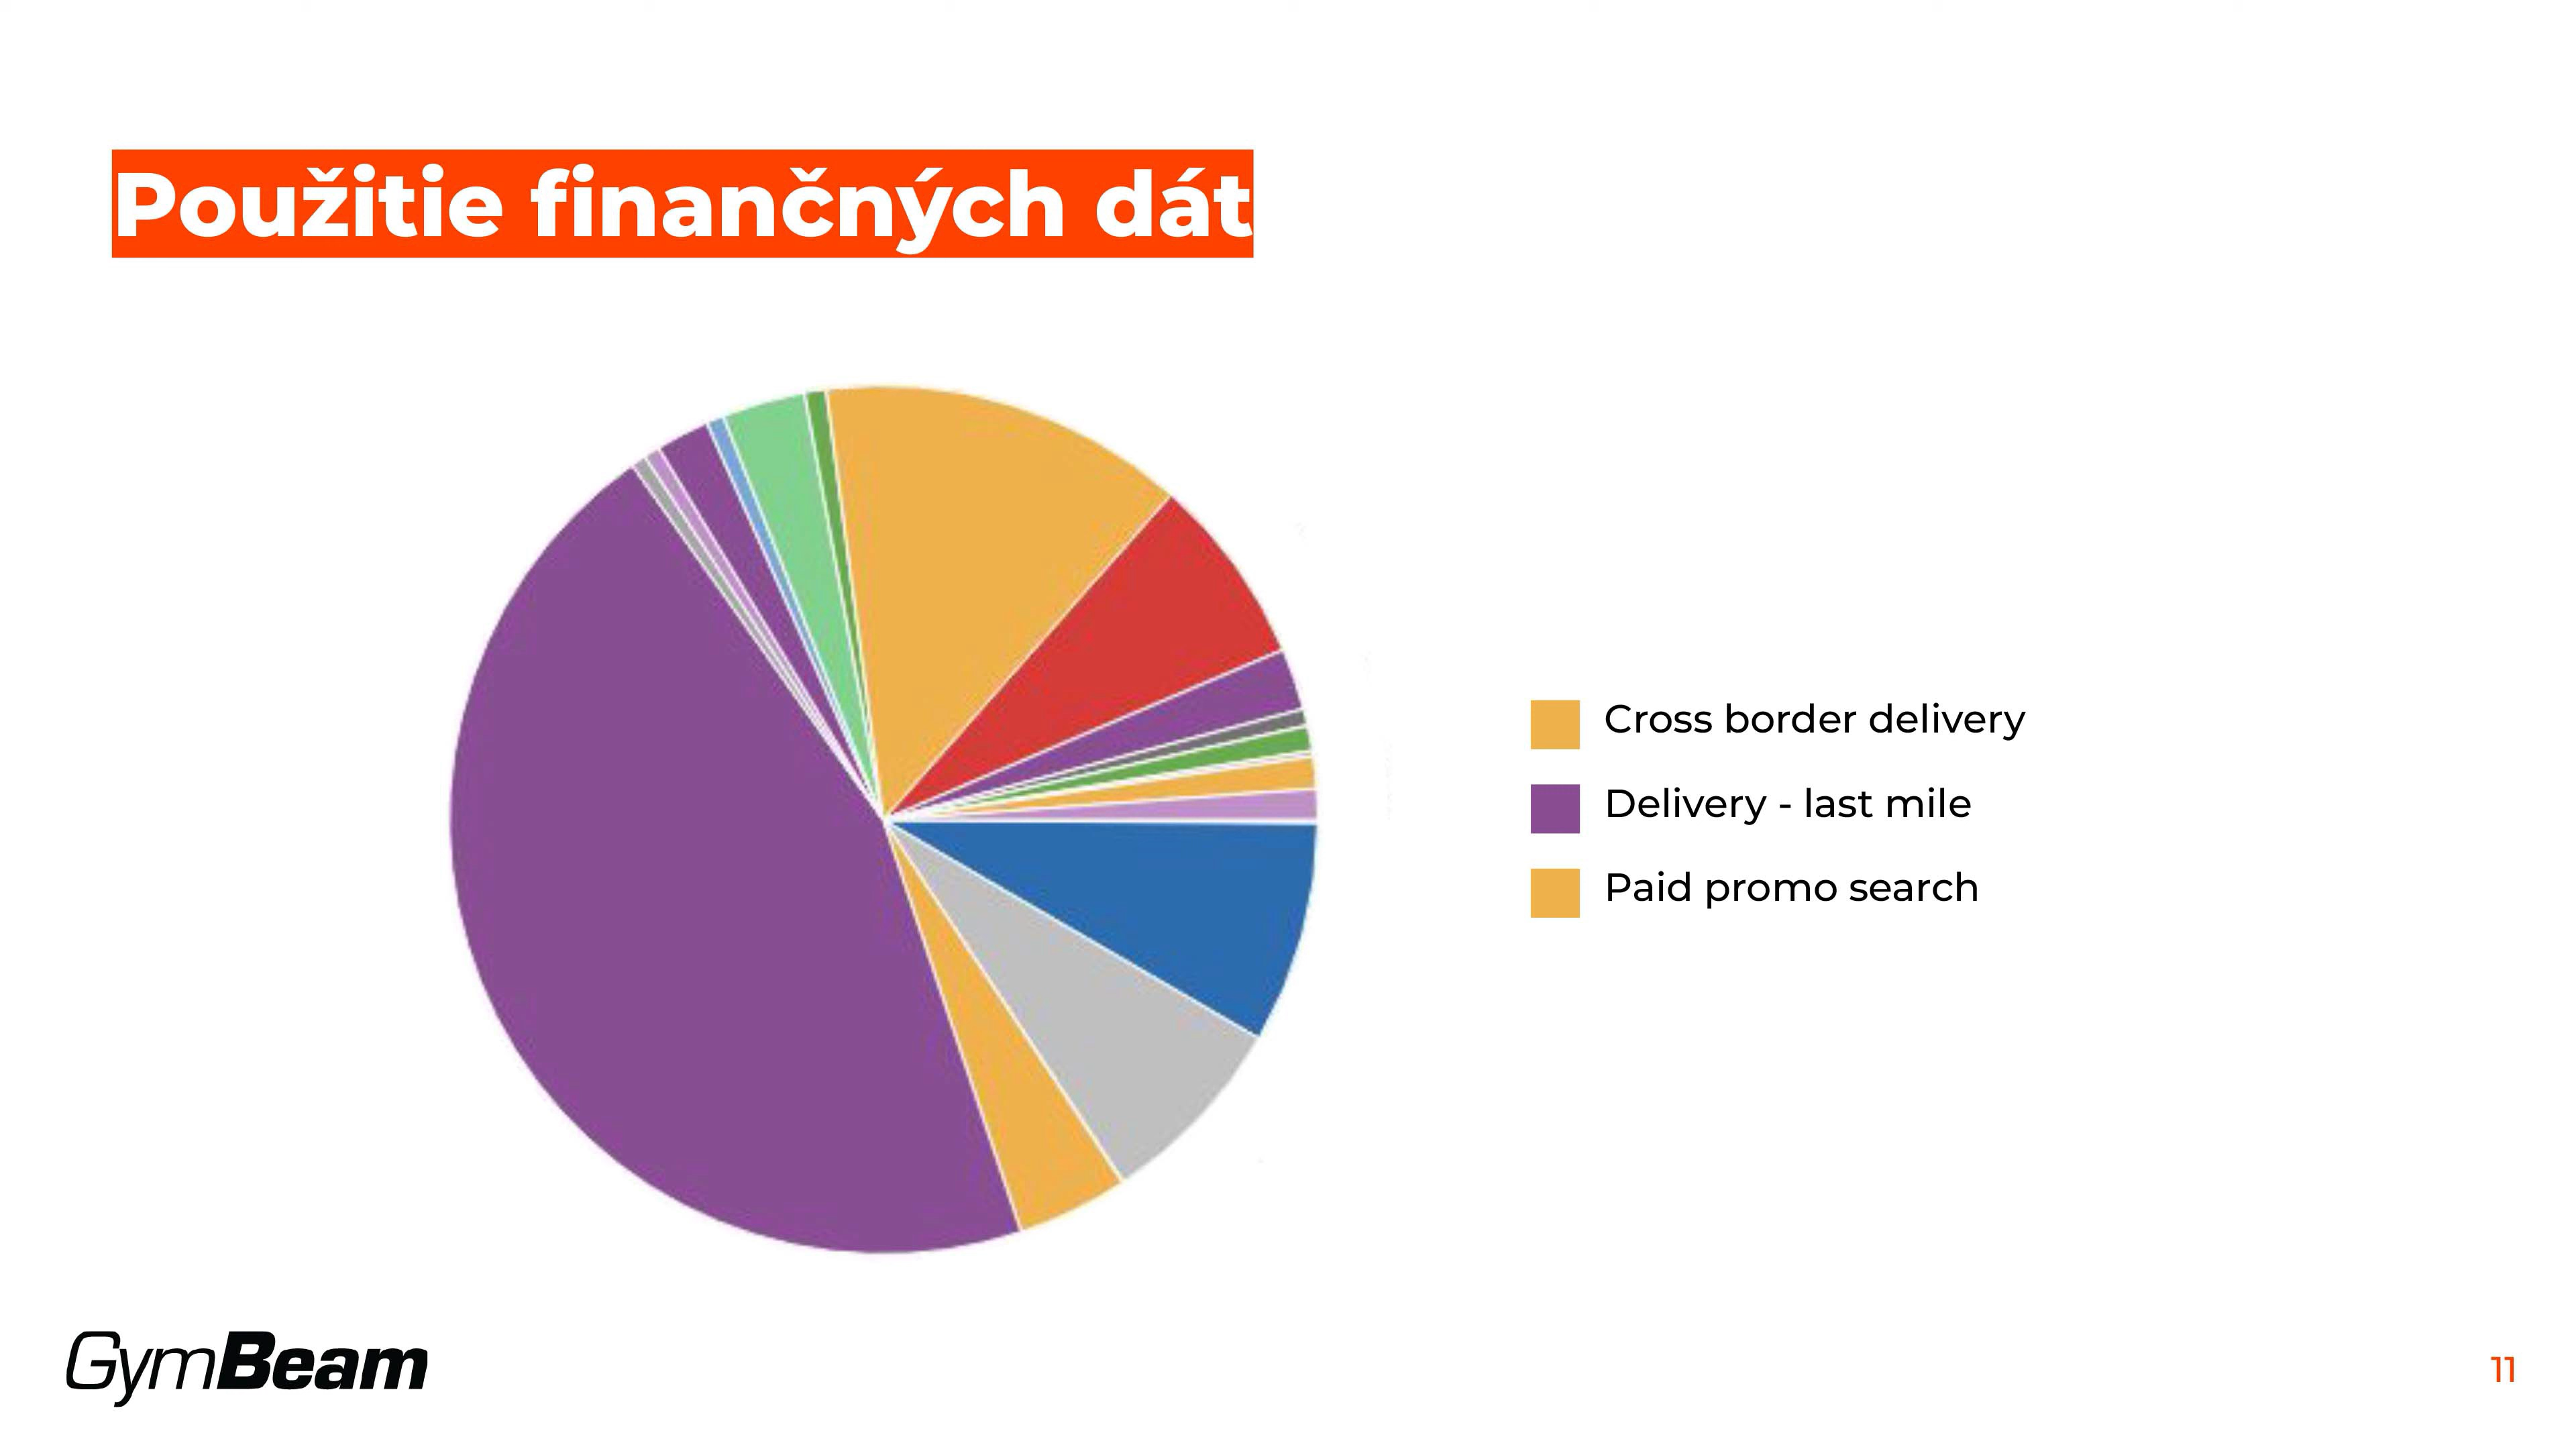 Použitie finančných dát
Cross border delivery
Delivery - last mile
Paid promo search
GymBeam
11